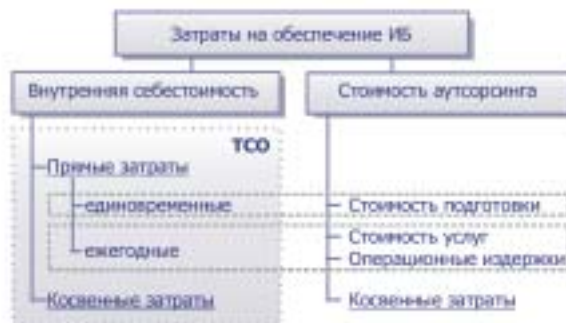 Затраты на обеспечение ИБ
Внутренняя себестоимость
Стоимость аутсорсинга
TCO
Прямые затраты
единовременные
Стоимость подготовки
Стоимость услуг
ежегодные
Операционные издержки
Косвенные затраты
Косвенные затраты